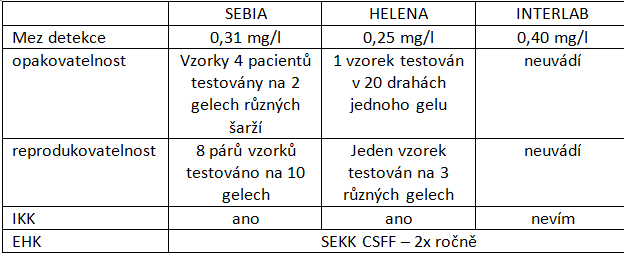 SEBIA HELENA INTERLAB
Mez detekce 0,31 mg/l 0,25 mg/l 0,40 mg/l
opakovatelnost Vzorky 4 pacientů 1 vzorek testován neuvádí
testovány na 2 v 20 drahách
gelech různých jednoho gelu
šarží
reprodukovatelnost 8 párů vzorků Jeden vzorek neuvádí
testováno na 10 testován na 3
gelech různých gelech
IKK ano ano nevím
EHK SEKK CSFF – 2x ročně